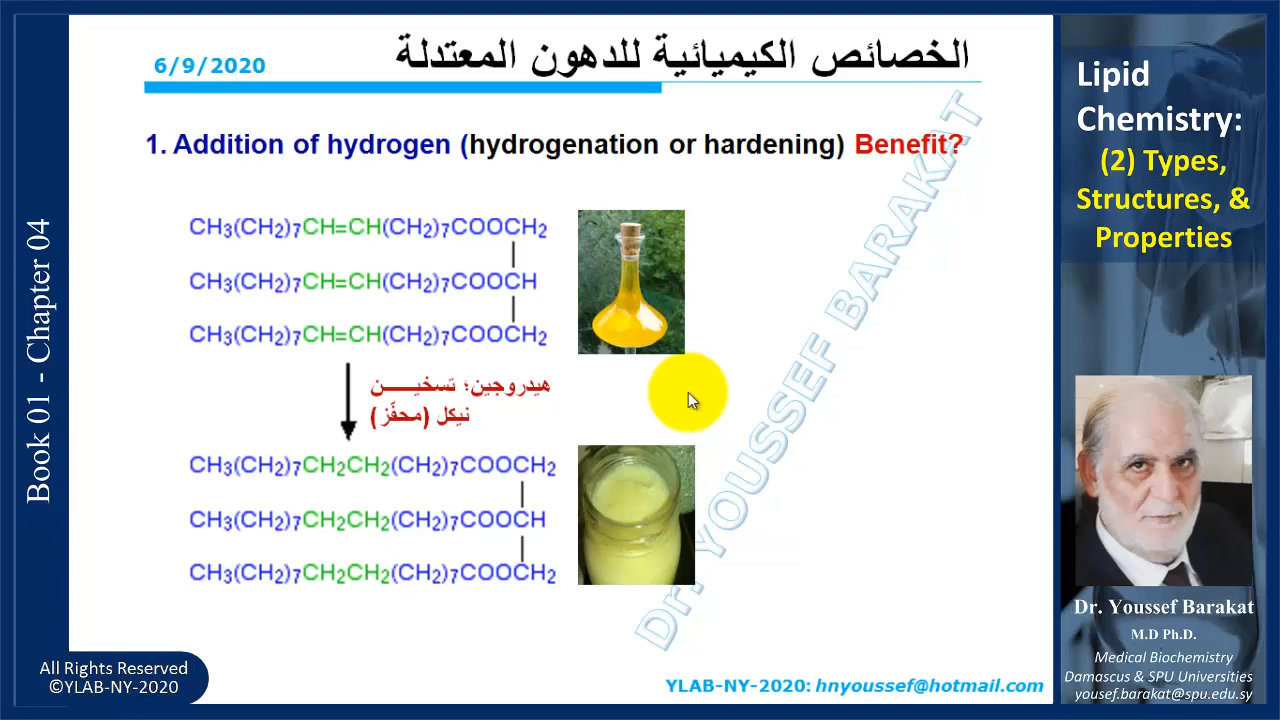 الخصائص الكيميائية للدهون المعتدلة
6/9/2020
1. Addition of hydrogen (hydrogenation or hardening) Benefit?
CH3(CH2)7CH=CH(CH2)7COOCH2
CH3(CH2)7CH=CH(CH2)7COOCH
CH3(CH2)7CH=CH(CH2)7COOCH2
هيدروجين؛ تسخيـــــن
نيكل (محفّز)
CH3(CH2)7CH2CH2(CH2)7COOCH2
CH3(CH2)7CH2CH2(CH2)7COOCH
CH3(CH2)7CH2CH2(CH2)7COOCH2
Dr. YOUSSEF BARAKAT
YLAB-NY-2020: hnyoussef@hotmail.com
Book 01 - Chapter 04
All Rights Reserved
©YLAB-NY-2020
Lipid
Chemistry:
(2) Types,
Structures, &
Properties
Dr. Youssef Barakat
M.D Ph.D.
Medical Biochemistry
Damascus & SPU Universities
yousef.barakat@spu.edu.sy